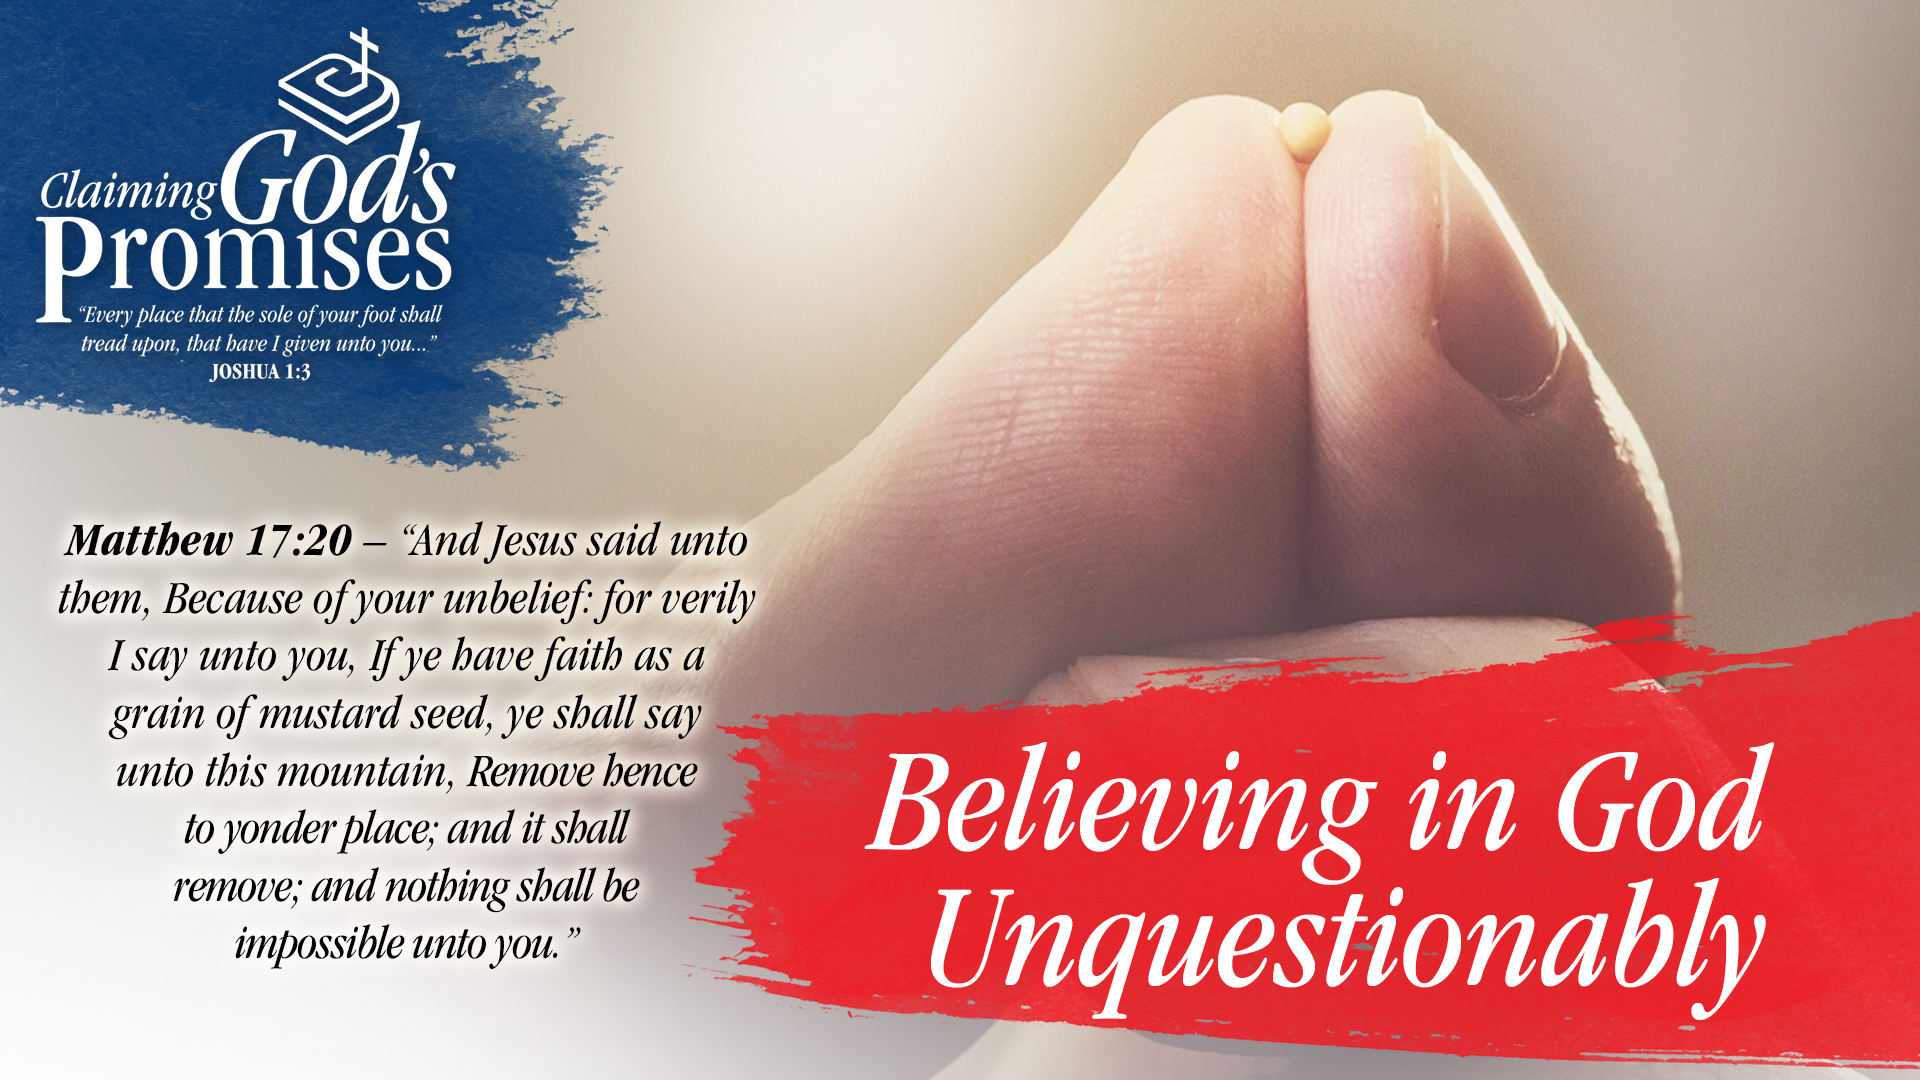 Claiming God's
Promises
“Every place that the sole of your foot shall
tread upon, that have I given unto you...”
JOSHUA 1:3
Matthew 17:20 – “And Jesus said unto
them, Because of your unbelief: for verily
I say unto you, If ye have faith as a
grain of mustard seed, ye shall say
unto this mountain, Remove hence
to yonder place; and it shall
remove; and nothing shall be
impossible unto you.”
Believing in God
Unquestionably